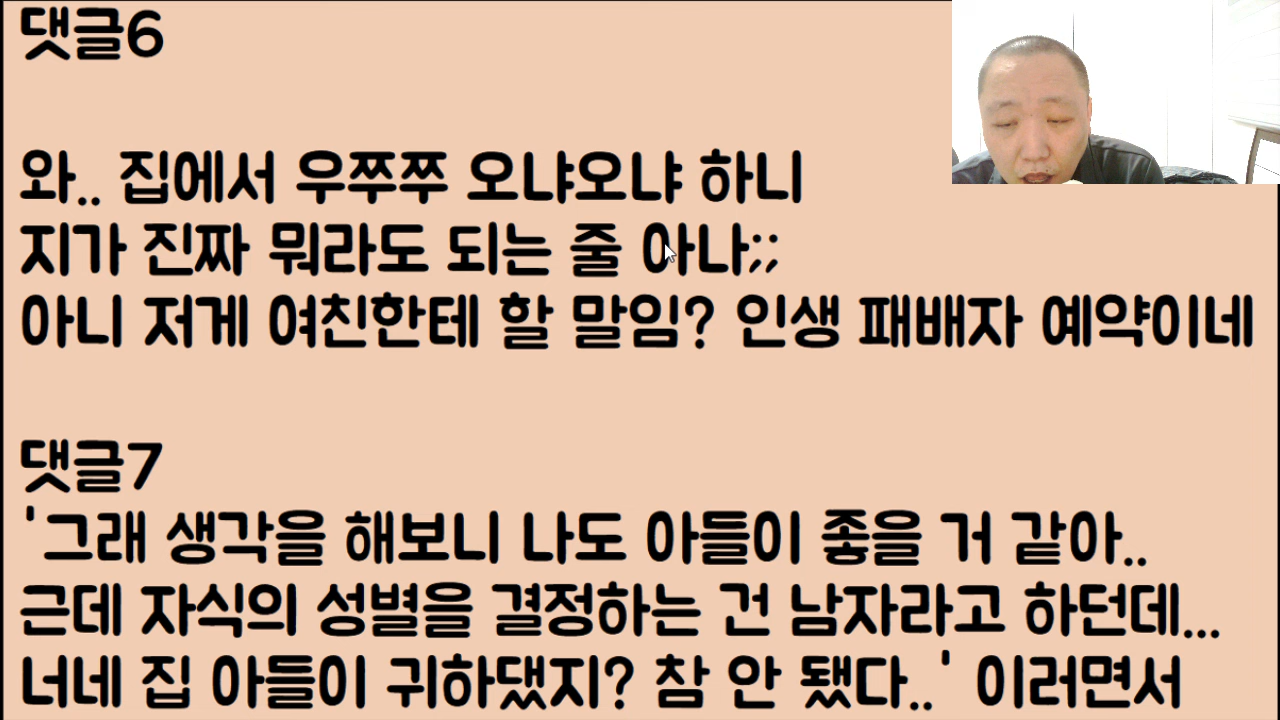 댓글6
와.. 집에서 우쭈쭈 오냐오냐 하니
지가 진짜 뭐라도 되는 줄 아나;;
아니 저게 여친한테 할 말임? 인생 패배자 예약이네
댓글7
'그래 생각을 해보니 나도 아들이 좋을 거 같아..
근데 자식의 성별을 결정하는 건 남자라고 하던데...
너네 집 아들이 귀하댔지? 참 안 됐다..' 이러면서